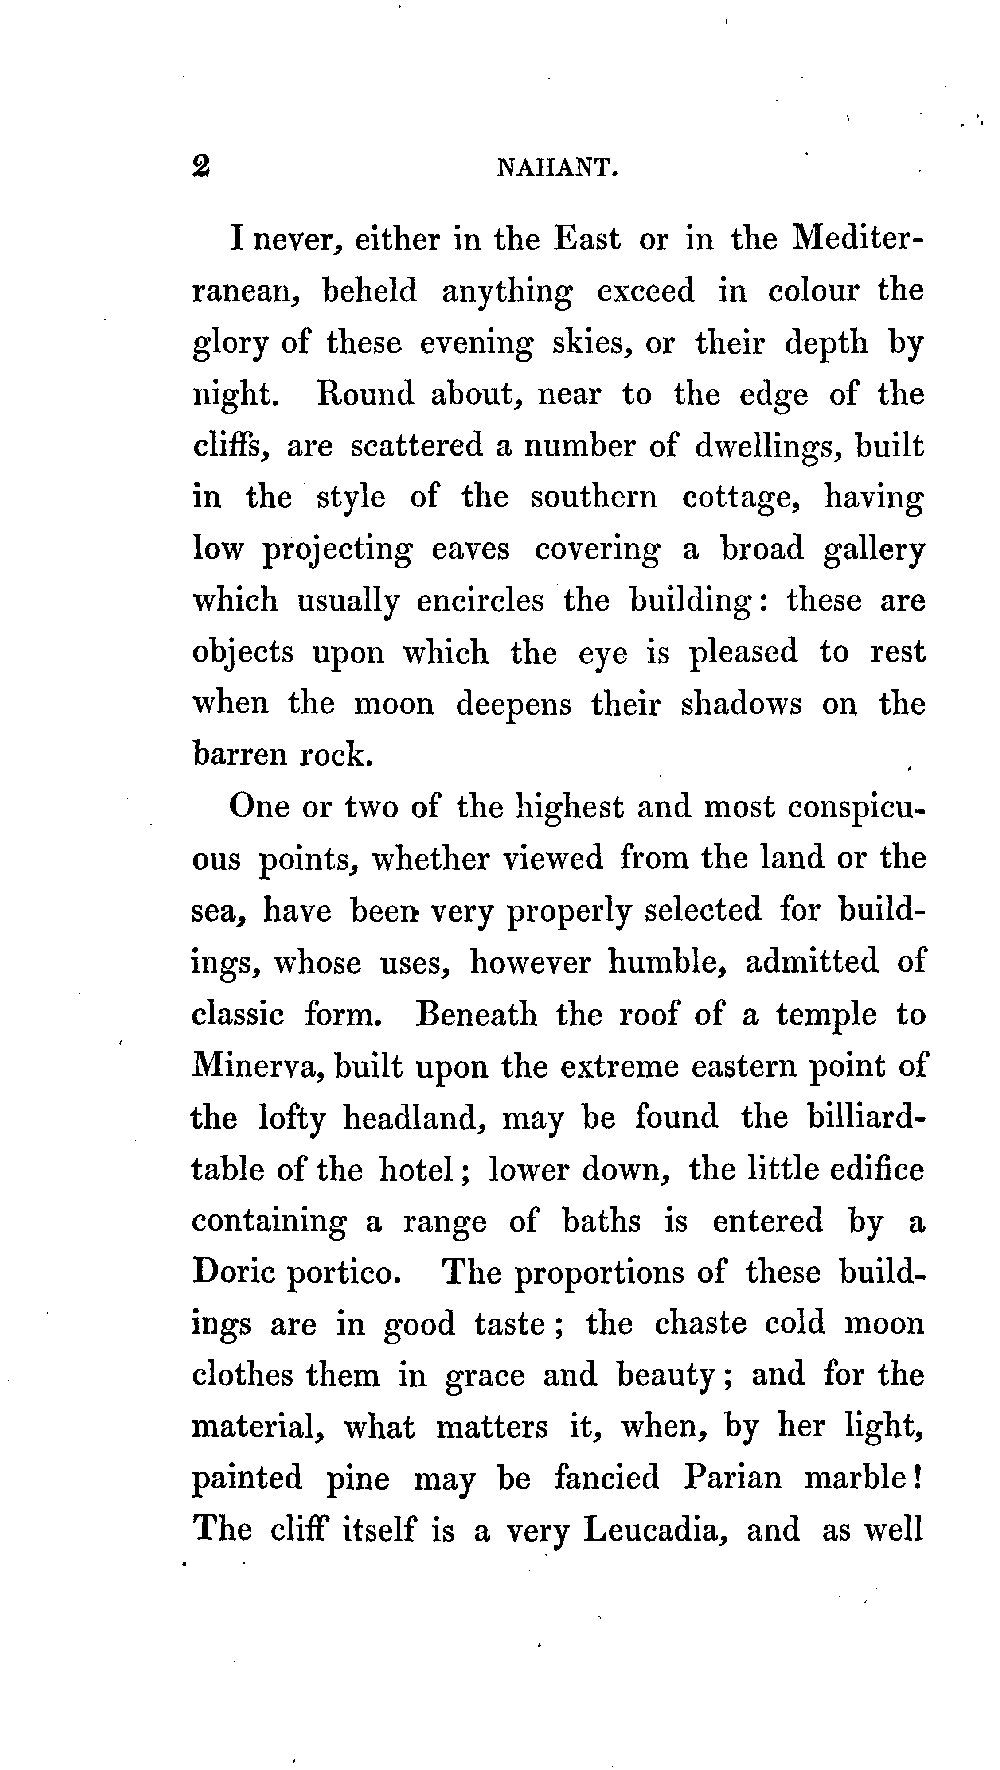 2 NAHANT.
I never, either in the East or in the Mediter-
ranean, beheld anything exceed in colour the
glory of these evening skies, or their depth by
night. Round about, near to the edge of the
cliffs, are scattered a number of dwellings, built
in the style of the southern cottage, having
low projecting eaves covering a broad gallery
which usually encircles the building: these are
objects upon which the eye is pleased to rest
when the moon deepens their shadows on the
barren rock.
One or two of the highest and most conspicu-
ous points, whether viewed from the land or the
sea, have been very properly selected for build-
ings, whose uses, however humble, admitted of
classic form. Beneath the roof of a temple to
Minerva, built upon the extreme eastern point of
the lofty headland, may be found the billiard-
table of the hotel; lower down, the little edifice
containing a range of baths is entered by a
Doric portico. The proportions of these build-
ings are in good taste; the chaste cold moon
clothes them in grace and beauty; and for the
material, what matters it, when, by her light,
painted pine may be fancied Parian marble!
The cliff itself is a very Leucadia, and as well